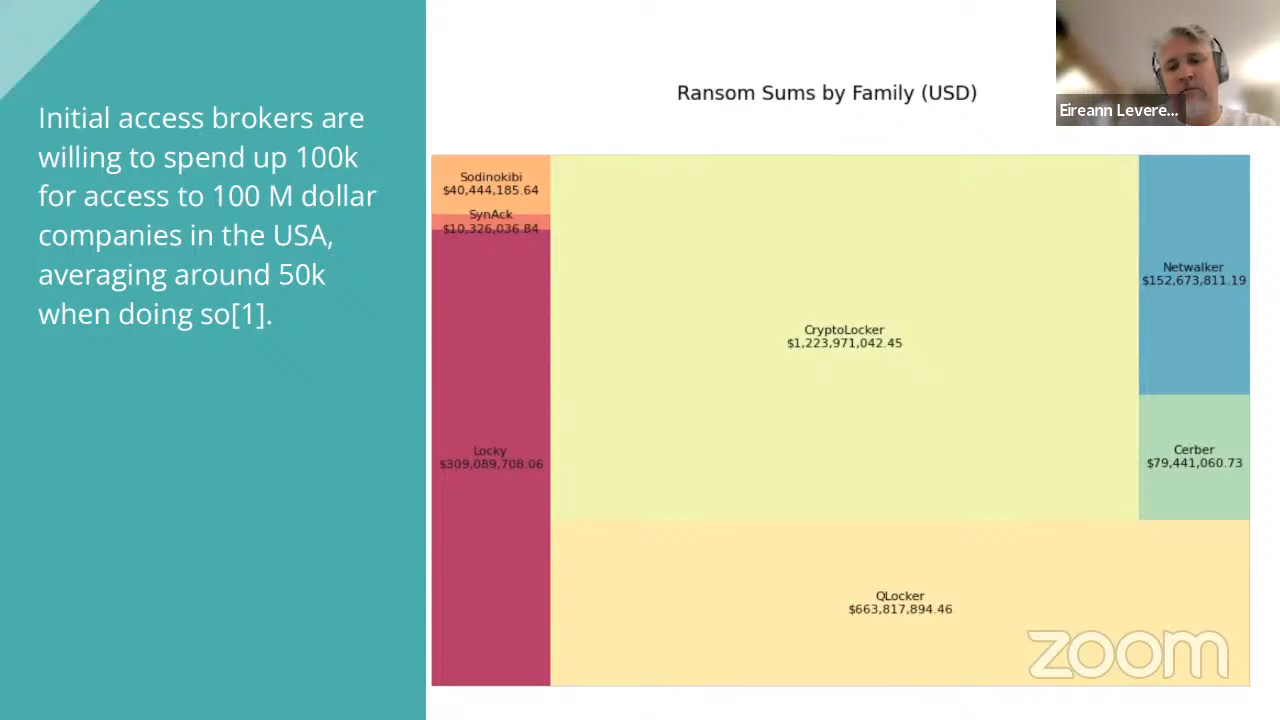 Initial access brokers are
willing to spend up 100k
for access to 100 M dollar
companies in the USA,
averaging around 50k
when doing so[1].
Ransom Sums by Family (USD)
Eireann Levere...
Sodinokibi
$40,444,185.64
SynAck
$10,326,036.84
Locky
$309,089,708.06
CryptoLocker
$1,223,971,042.45
Netwalker
$152,673,811.19
Cerber
$79,441,060.73
QLocker
$663,817,894.46
zoom